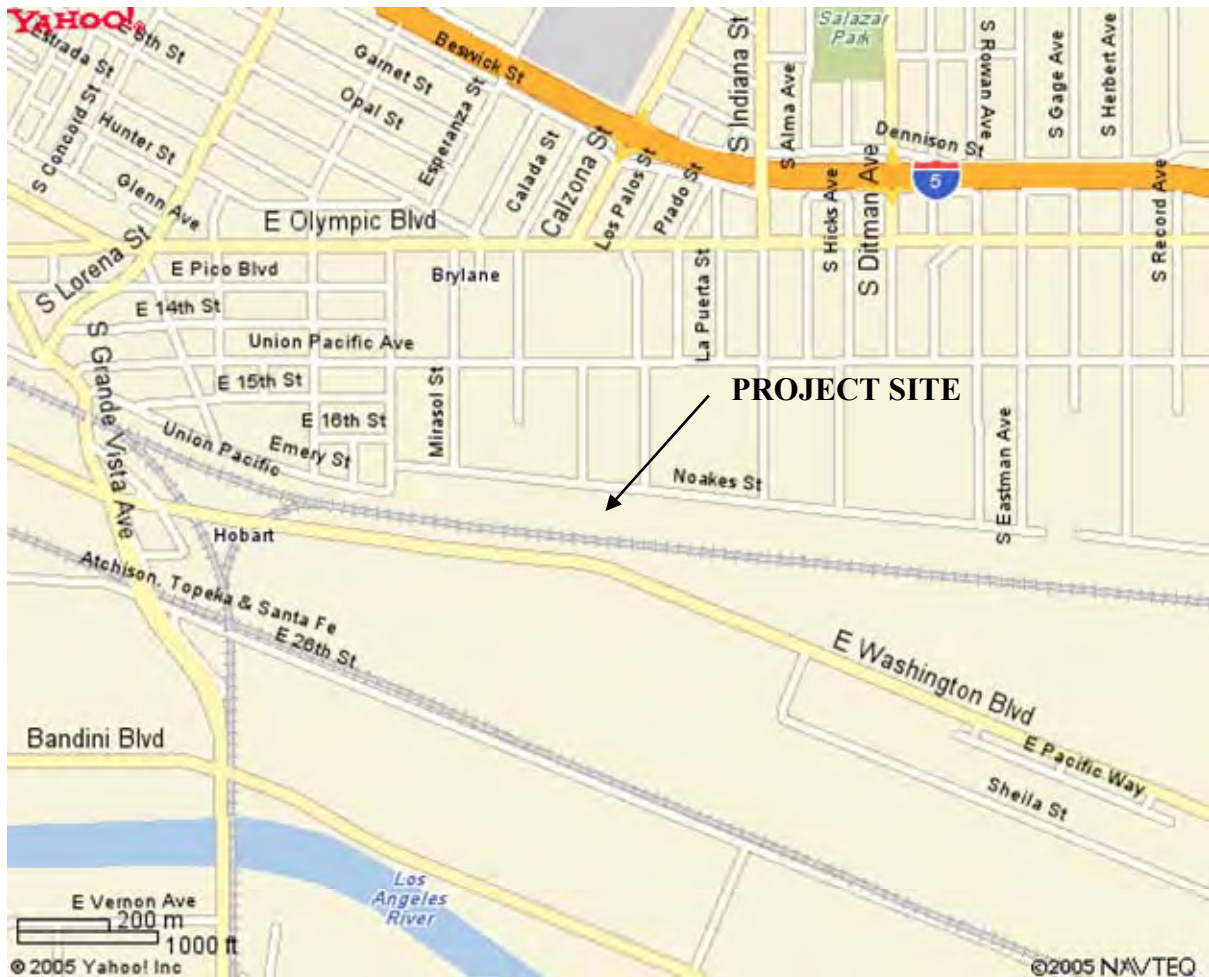 YAHOO!
Estrada St
E 8th St
S Concord St
Hunter St
Glenn Ave
Garnet St
Opal St
Beswick St
Esperanza St
Calada St
Calzona St
Los Palos St
Prado St
S Indiana St
S Alma Ave
Salazar
Park
S Rowan Ave
S Gage Ave
S Herbert Ave
Dennison St
5
S Hicks Ave
S Ditman Ave
S Record Ave
E Olympic Blvd
S Lorena St
E Pico Blvd
Brylane
E 14th St
La Puerta St
Union Pacific Ave
S Grande Vista Ave
E 15th St
E 16th St
Mirasol St
Emery St
Union Pacific
PROJECT SITE
Noakes St
S Eastman Ave
Hobart
Atchison, Topeka & Santa Fe
E 26th St
E Washington Blvd
E Pacific Way
Sheila St
Bandini Blvd
Los
Angeles
River
E Vernon Ave
200 m
1000 ft
© 2005 Yahoo! Inc
©2005 NAVTEQ